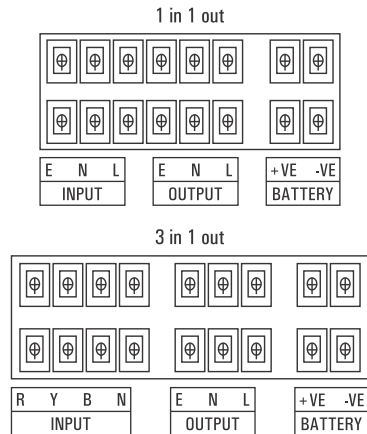 1 in 1 out
E N L E N L +VE -VE
INPUT OUTPUT BATTERY
3 in 1 out
R Y B N E N L +VE -VE
INPUT OUTPUT BATTERY